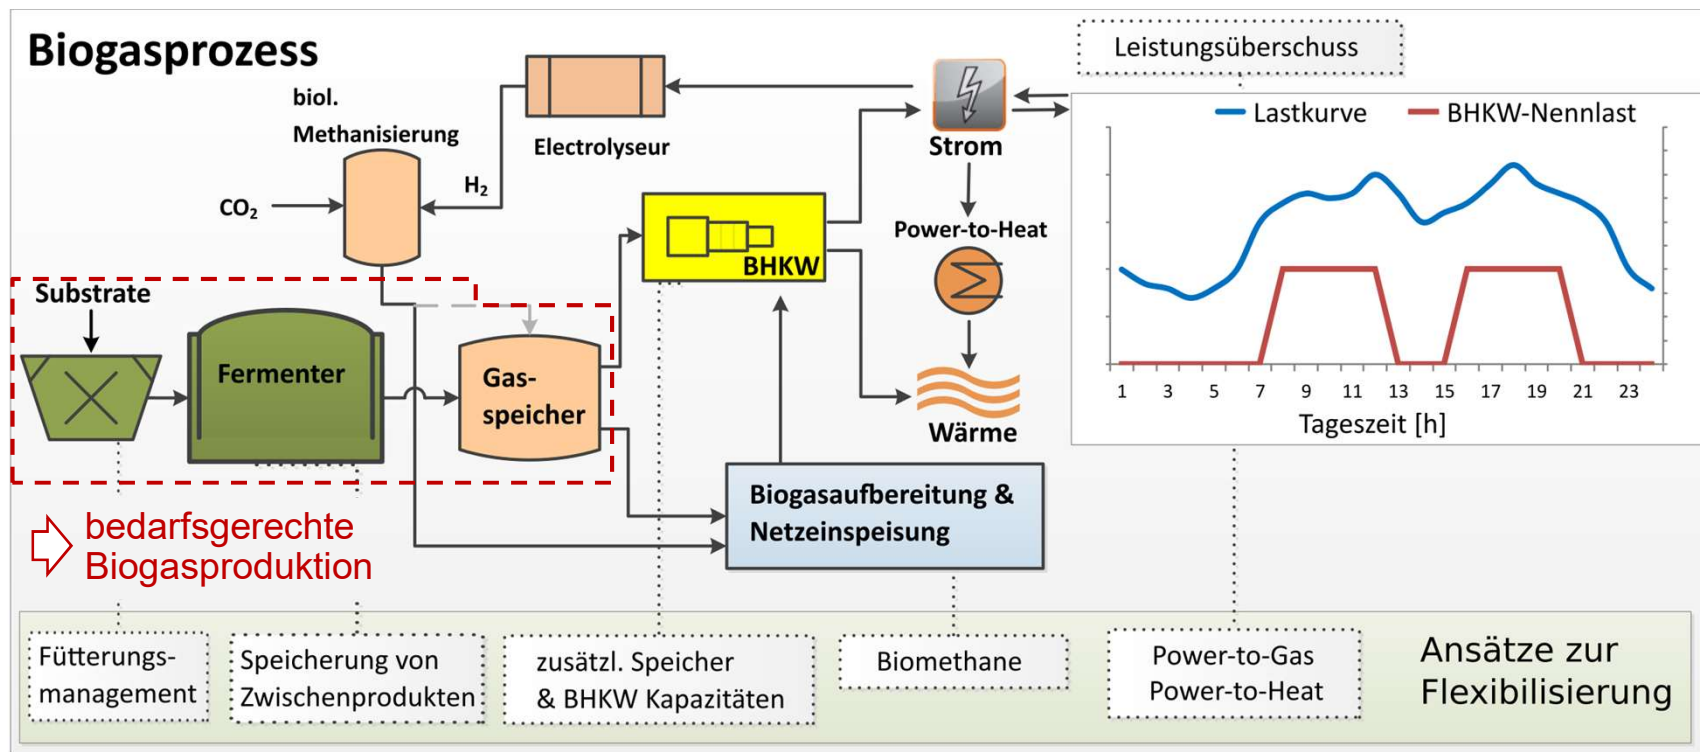 Biogasprozess
Leistungsüberschuss
biol.
Methanisierung
Electrolyseur
Strom
Lastkurve
BHKW-Nennlast
CO₂
H₂
Power-to-Heat
BHKW
Substrate
Fermenter
Gas-
speicher
Wärme
1 3 5 7 9 11 13 15 17 19 21 23
Tageszeit [h]
Biogasaufbereitung &
Netzeinspeisung
bedarfsgerechte
Biogasproduktion
Fütterungs-
management
Speicherung von
Zwischenprodukten
zusätzl. Speicher
& BHKW Kapazitäten
Biomethane
Power-to-Gas
Power-to-Heat
Ansätze zur
Flexibilisierung